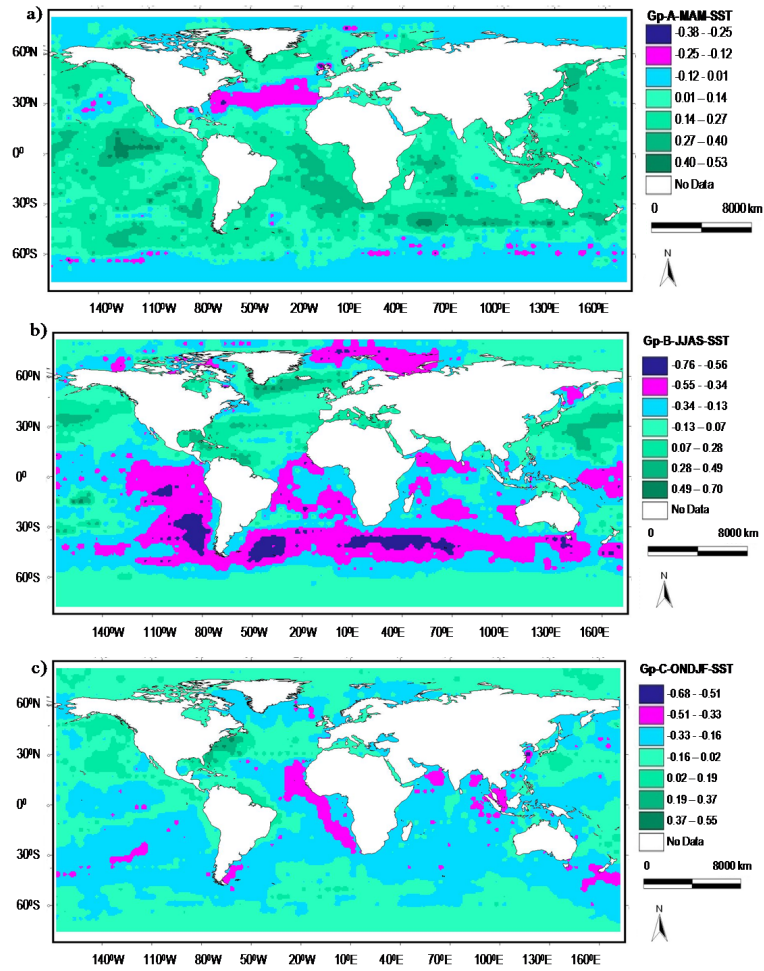 a)
60⁰N
30⁰N
0⁰
30⁰S
60⁰S
140⁰W 110⁰W 80⁰W 50⁰W 20⁰W 10⁰E 40⁰E 70⁰E 100⁰E 130⁰E 160⁰E
Gp-A-MAM-SST
-0.38 - -0.25
-0.25 - -0.12
-0.12 - 0.01
0.01 – 0.14
0.14 – 0.27
0.27 – 0.40
0.40 – 0.53
No Data
0 8000 km
N
b)
60⁰N
30⁰N
0⁰
30⁰S
60⁰S
140⁰W 110⁰W 80⁰W 50⁰W 20⁰W 10⁰E 40⁰E 70⁰E 100⁰E 130⁰E 160⁰E
Gp-B-JJAS-SST
-0.76 - -0.56
-0.55 - -0.34
-0.34 - -0.13
-0.13 – 0.07
0.07 – 0.28
0.28 – 0.49
0.49 – 0.70
No Data
0 8000 km
N
c)
60⁰N
30⁰N
0⁰
30⁰S
60⁰S
140⁰W 110⁰W 80⁰W 50⁰W 20⁰W 10⁰E 40⁰E 70⁰E 100⁰E 130⁰E 160⁰E
Gp-C-ONDJF-SST
-0.68 - -0.51
-0.51 - -0.33
-0.33 - -0.16
-0.16 – 0.02
0.02 – 0.19
0.19 – 0.37
0.37 – 0.55
No Data
0 8000 km
N